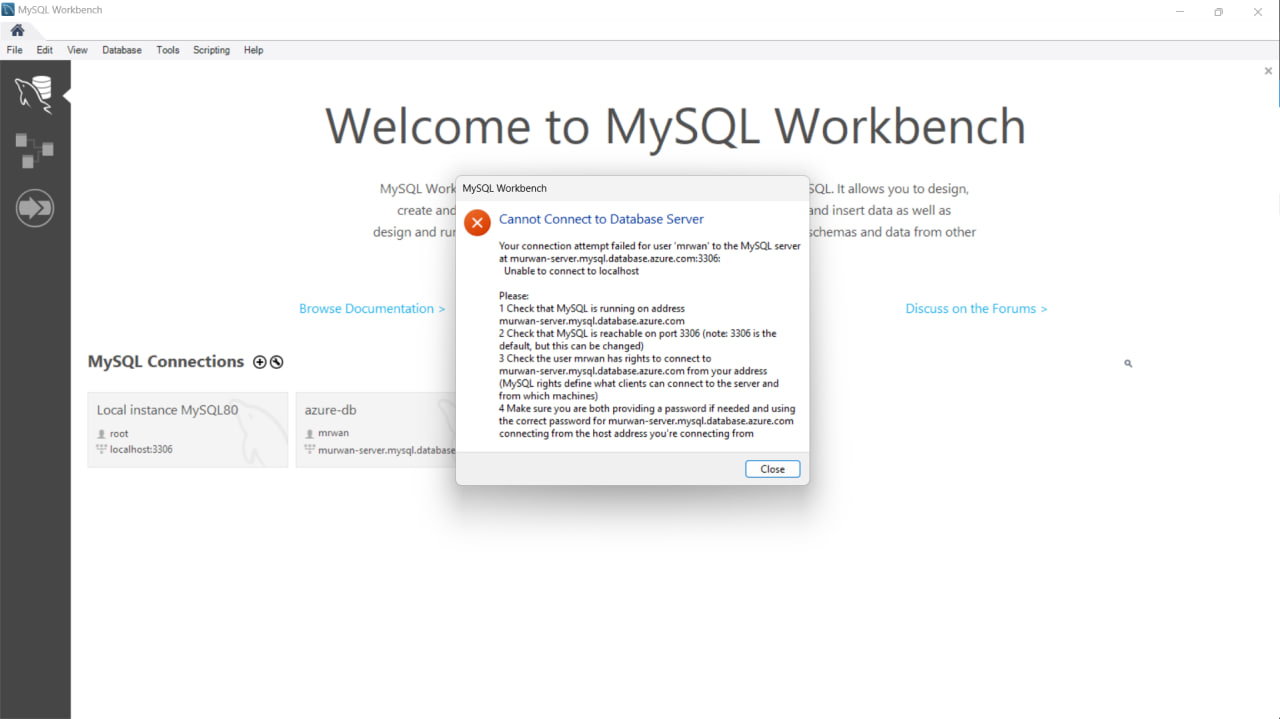 MySQL Workbench
File Edit View Database Tools Scripting Help
Welcome to MySQL Workbench
MySQL Work
SQL. It allows you to design,
create and
and insert data as well as
design and
schemas and data from other
Browse Documentation >
Discuss on the Forums >
MySQL Connections
Local instance MySQL80
root
localhost:3306
azure-db
mrwan
murwan-server.mysql.database
MySQL Workbench
Cannot Connect to Database Server
Your connection attempt failed for user 'mrwan' to the MySQL server
at murwan-server.mysql.database.azure.com:3306:
Unable to connect to localhost
Please:
1 Check that MySQL is running on address
murwan-server.mysql.database.azure.com
2 Check that MySQL is reachable on port 3306 (note: 3306 is the
default, but this can be changed)
3 Check the user mrwan has rights to connect to
murwan-server.mysql.database.azure.com from your address
(MySQL rights define what clients can connect to the server and
from which machines)
4 Make sure you are both providing a password if needed and using
the correct password for murwan-server.mysql.database.azure.com
connecting from the host address you're connecting from
Close